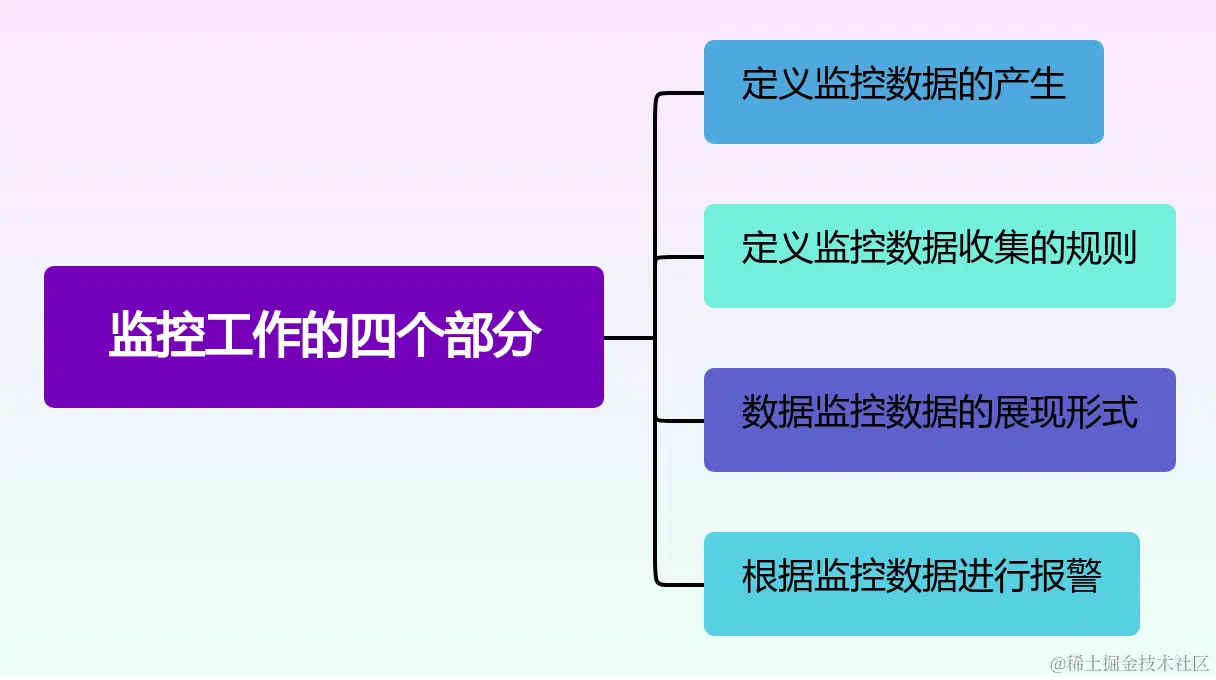 定义监控数据的产生
定义监控数据收集的规则
监控工作的四个部分
数据监控数据的展现形式
根据监控数据进行报警
@稀土掘金技术社区